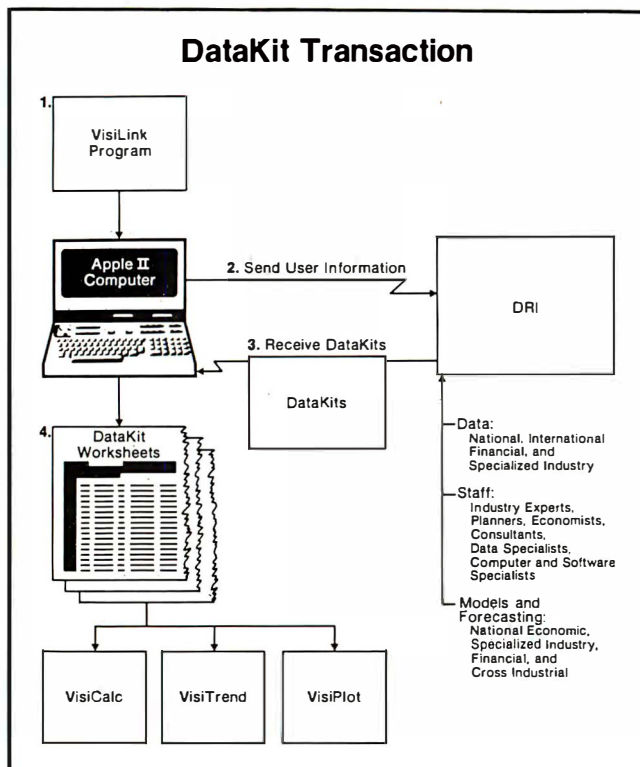 DataKit Transaction
1.
VisiLink
Program
Apple II
Computer
2. Send User Information
DRI
3. Receive DataKits
DataKits
4.
DataKit
Worksheets
Data:
National, International
Financial, and
Specialized Industry
Staff:
Industry Experts,
Planners, Economists,
Consultants,
Data Specialists,
Computer and Software
Specialists
Models and
Forecasting:
National Economic,
Specialized Industry,
Financial, and
Cross Industrial
VisiCalc
VisiTrend
VisiPlot